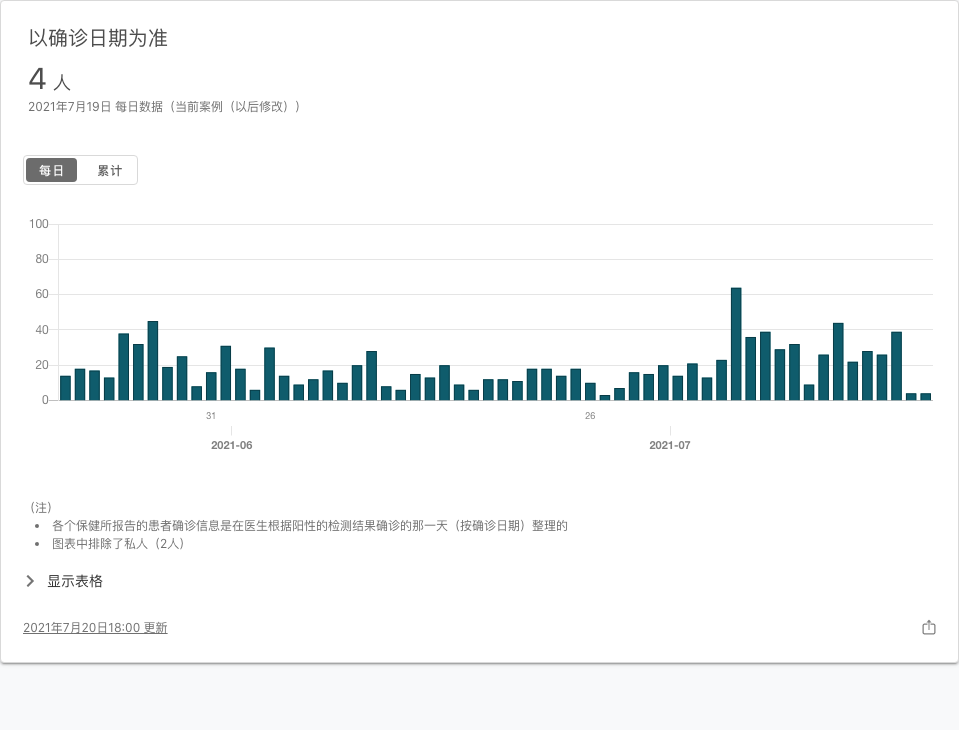 以确诊日期为准
4 人
2021年7月19日 每日数据（当前案例（以后修改））
每日 累计
100
80
60
40
20
0
31 26
2021-06 2021-07
（注）
• 各个保健所报告的患者确诊信息是在医生根据阳性的检测结果确诊的那一天（按确诊日期）整理的
• 图表中排除了私人（2人）
显示表格
2021年7月20日18:00 更新